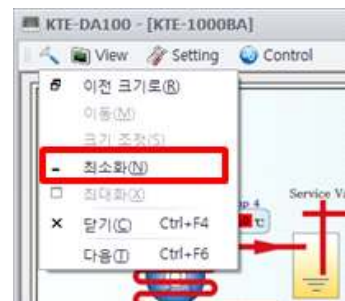 KTE-DA100 - [KTE-1000BA]
View Setting Control
이전 크기로(R)
이동(M)
크기 조정(S)
최소화(N)
최대화(X)
닫기(C) Ctrl+F4
다음(T) Ctrl+F6
4
Service